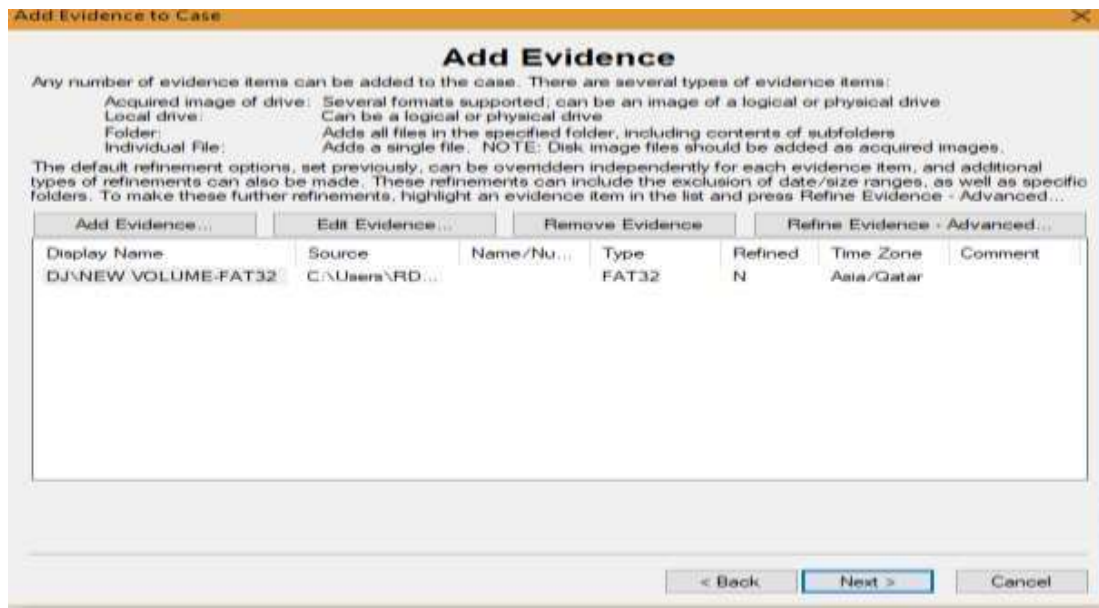 Add Evidence to Case
Add Evidence
Any number of evidence items can be added to the case. There are several types of evidence items:
Acquired image of drive: Several formats supported; can be an image of a logical or physical drive
Local drive: Can be a logical or physical drive
Folder: Adds all files in the specified folder, including contents of subfolders
Individual File: Adds a single file. NOTE: Disk image files should be added as acquired images.
The default refinement options, set previously, can be overridden independently for each evidence item, and additional
types of refinements can also be made. These refinements can include the exclusion of date/size ranges, as well as specific
folders. To make these further refinements, highlight an evidence item in the list and press Refine Evidence - Advanced...
Add Evidence... Edit Evidence... Remove Evidence Refine Evidence - Advanced...
Display Name Source Name/Nu... Type Refined Time Zone Comment
DJ\NEW VOLUME-FAT32 C:\Users\RD... FAT32 N Asia/Qatar
< Back Next > Cancel